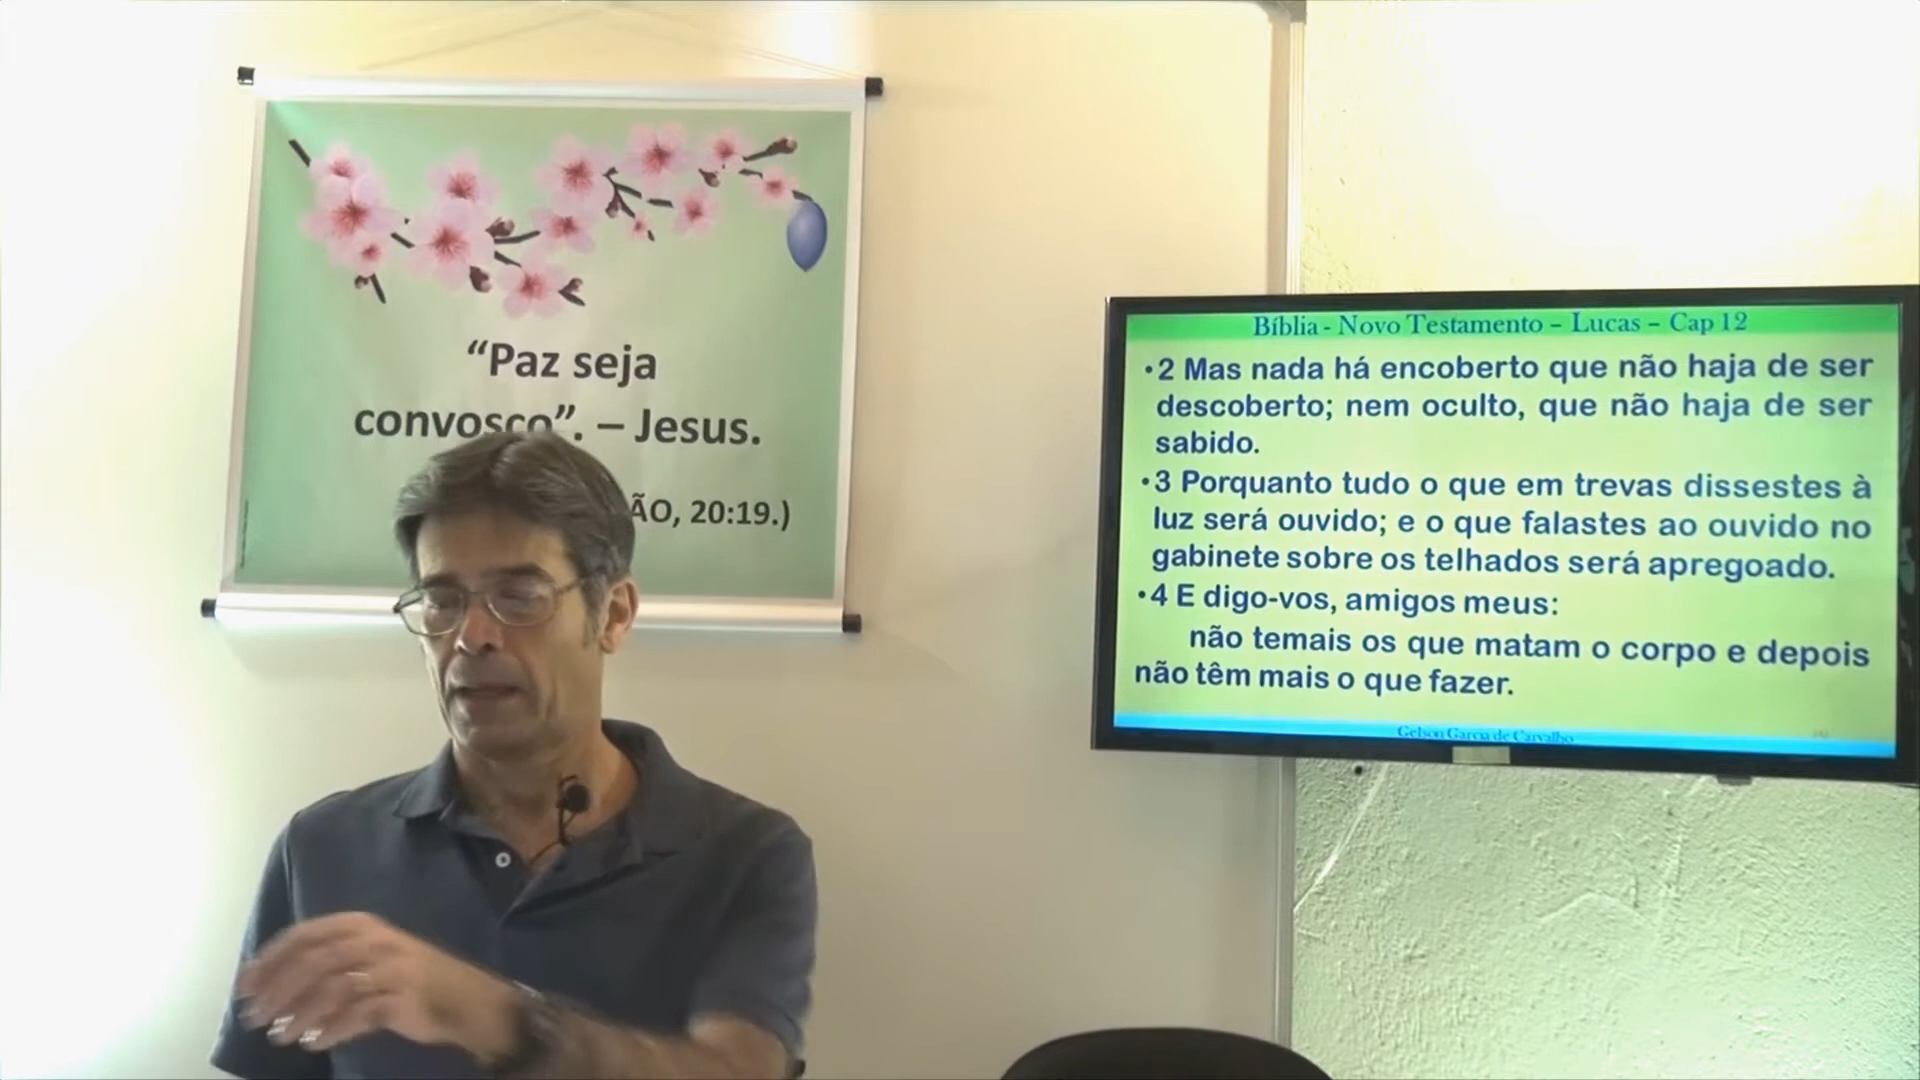 “Paz seja
convosco”. – Jesus.
ÃO, 20:19.)
Bíblia - Novo Testamento – Lucas – Cap 12
•2 Mas nada há encoberto que não haja de ser
descoberto; nem oculto, que não haja de ser
sabido.
•3 Porquanto tudo o que em trevas dissestes à
luz será ouvido; e o que falastes ao ouvido no
gabinete sobre os telhados será apregoado.
•4 E digo-vos, amigos meus:
não temais os que matam o corpo e depois
não têm mais o que fazer.
Gelson Garcia de Carvalho